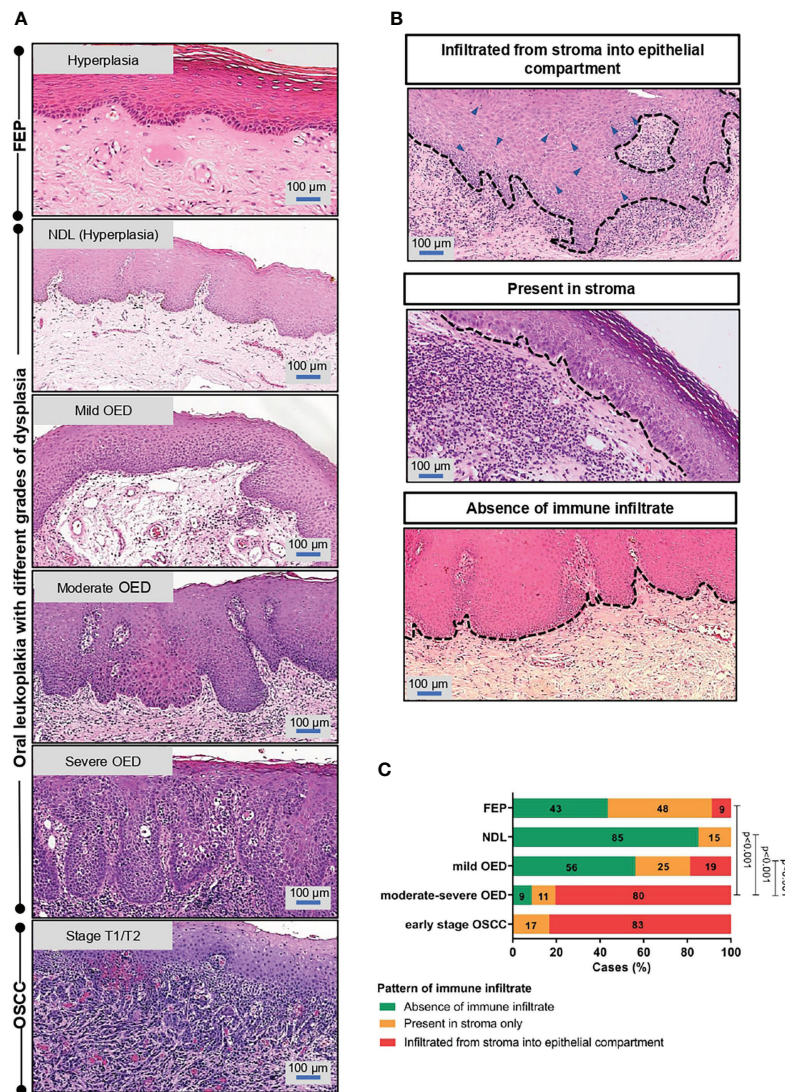 A
FEP
Hyperplasia
100 µm
Oral leukoplakia with different grades of dysplasia
NDL (Hyperplasia)
100 µm
Mild OED
100 µm
Moderate OED
100 µm
Severe OED
100 µm
OSCC
Stage T1/T2
100 µm
B
Infiltrated from stroma into epithelial
compartment
100 µm
Present in stroma
100 µm
Absence of immune infiltrate
100 µm
C
FEP 43 48 9
NDL 85 15
mild OED 56 25 19
moderate-severe OED 9 11 80
early stage OSCC 17 83
p<0.001
p<0.001
0 20 40 60 80 100
Cases (%)
Pattern of immune infiltrate
Absence of immune infiltrate
Present in stroma only
Infiltrated from stroma into epithelial compartment